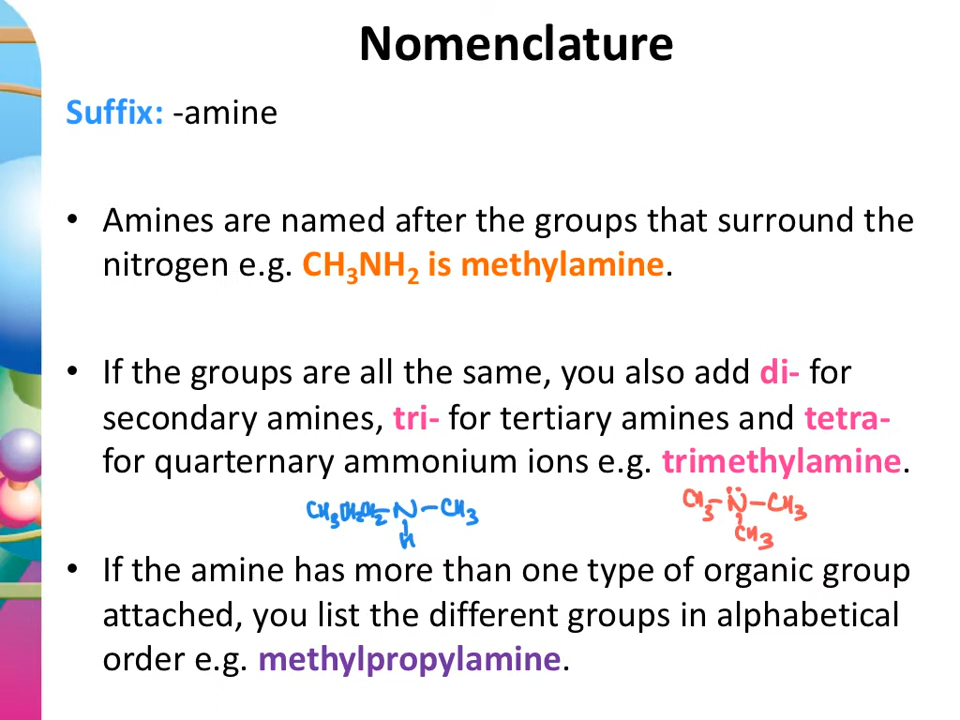 Nomenclature
Suffix: -amine
• Amines are named after the groups that surround the
nitrogen e.g. CH₃NH₂ is methylamine.
• If the groups are all the same, you also add di- for
secondary amines, tri- for tertiary amines and tetra-
for quarternary ammonium ions e.g. trimethylamine.
CH₃CH₂CH₂–N–CH₃ CH₃–N̈–CH₃
H CH₃
• If the amine has more than one type of organic group
attached, you list the different groups in alphabetical
order e.g. methylpropylamine.